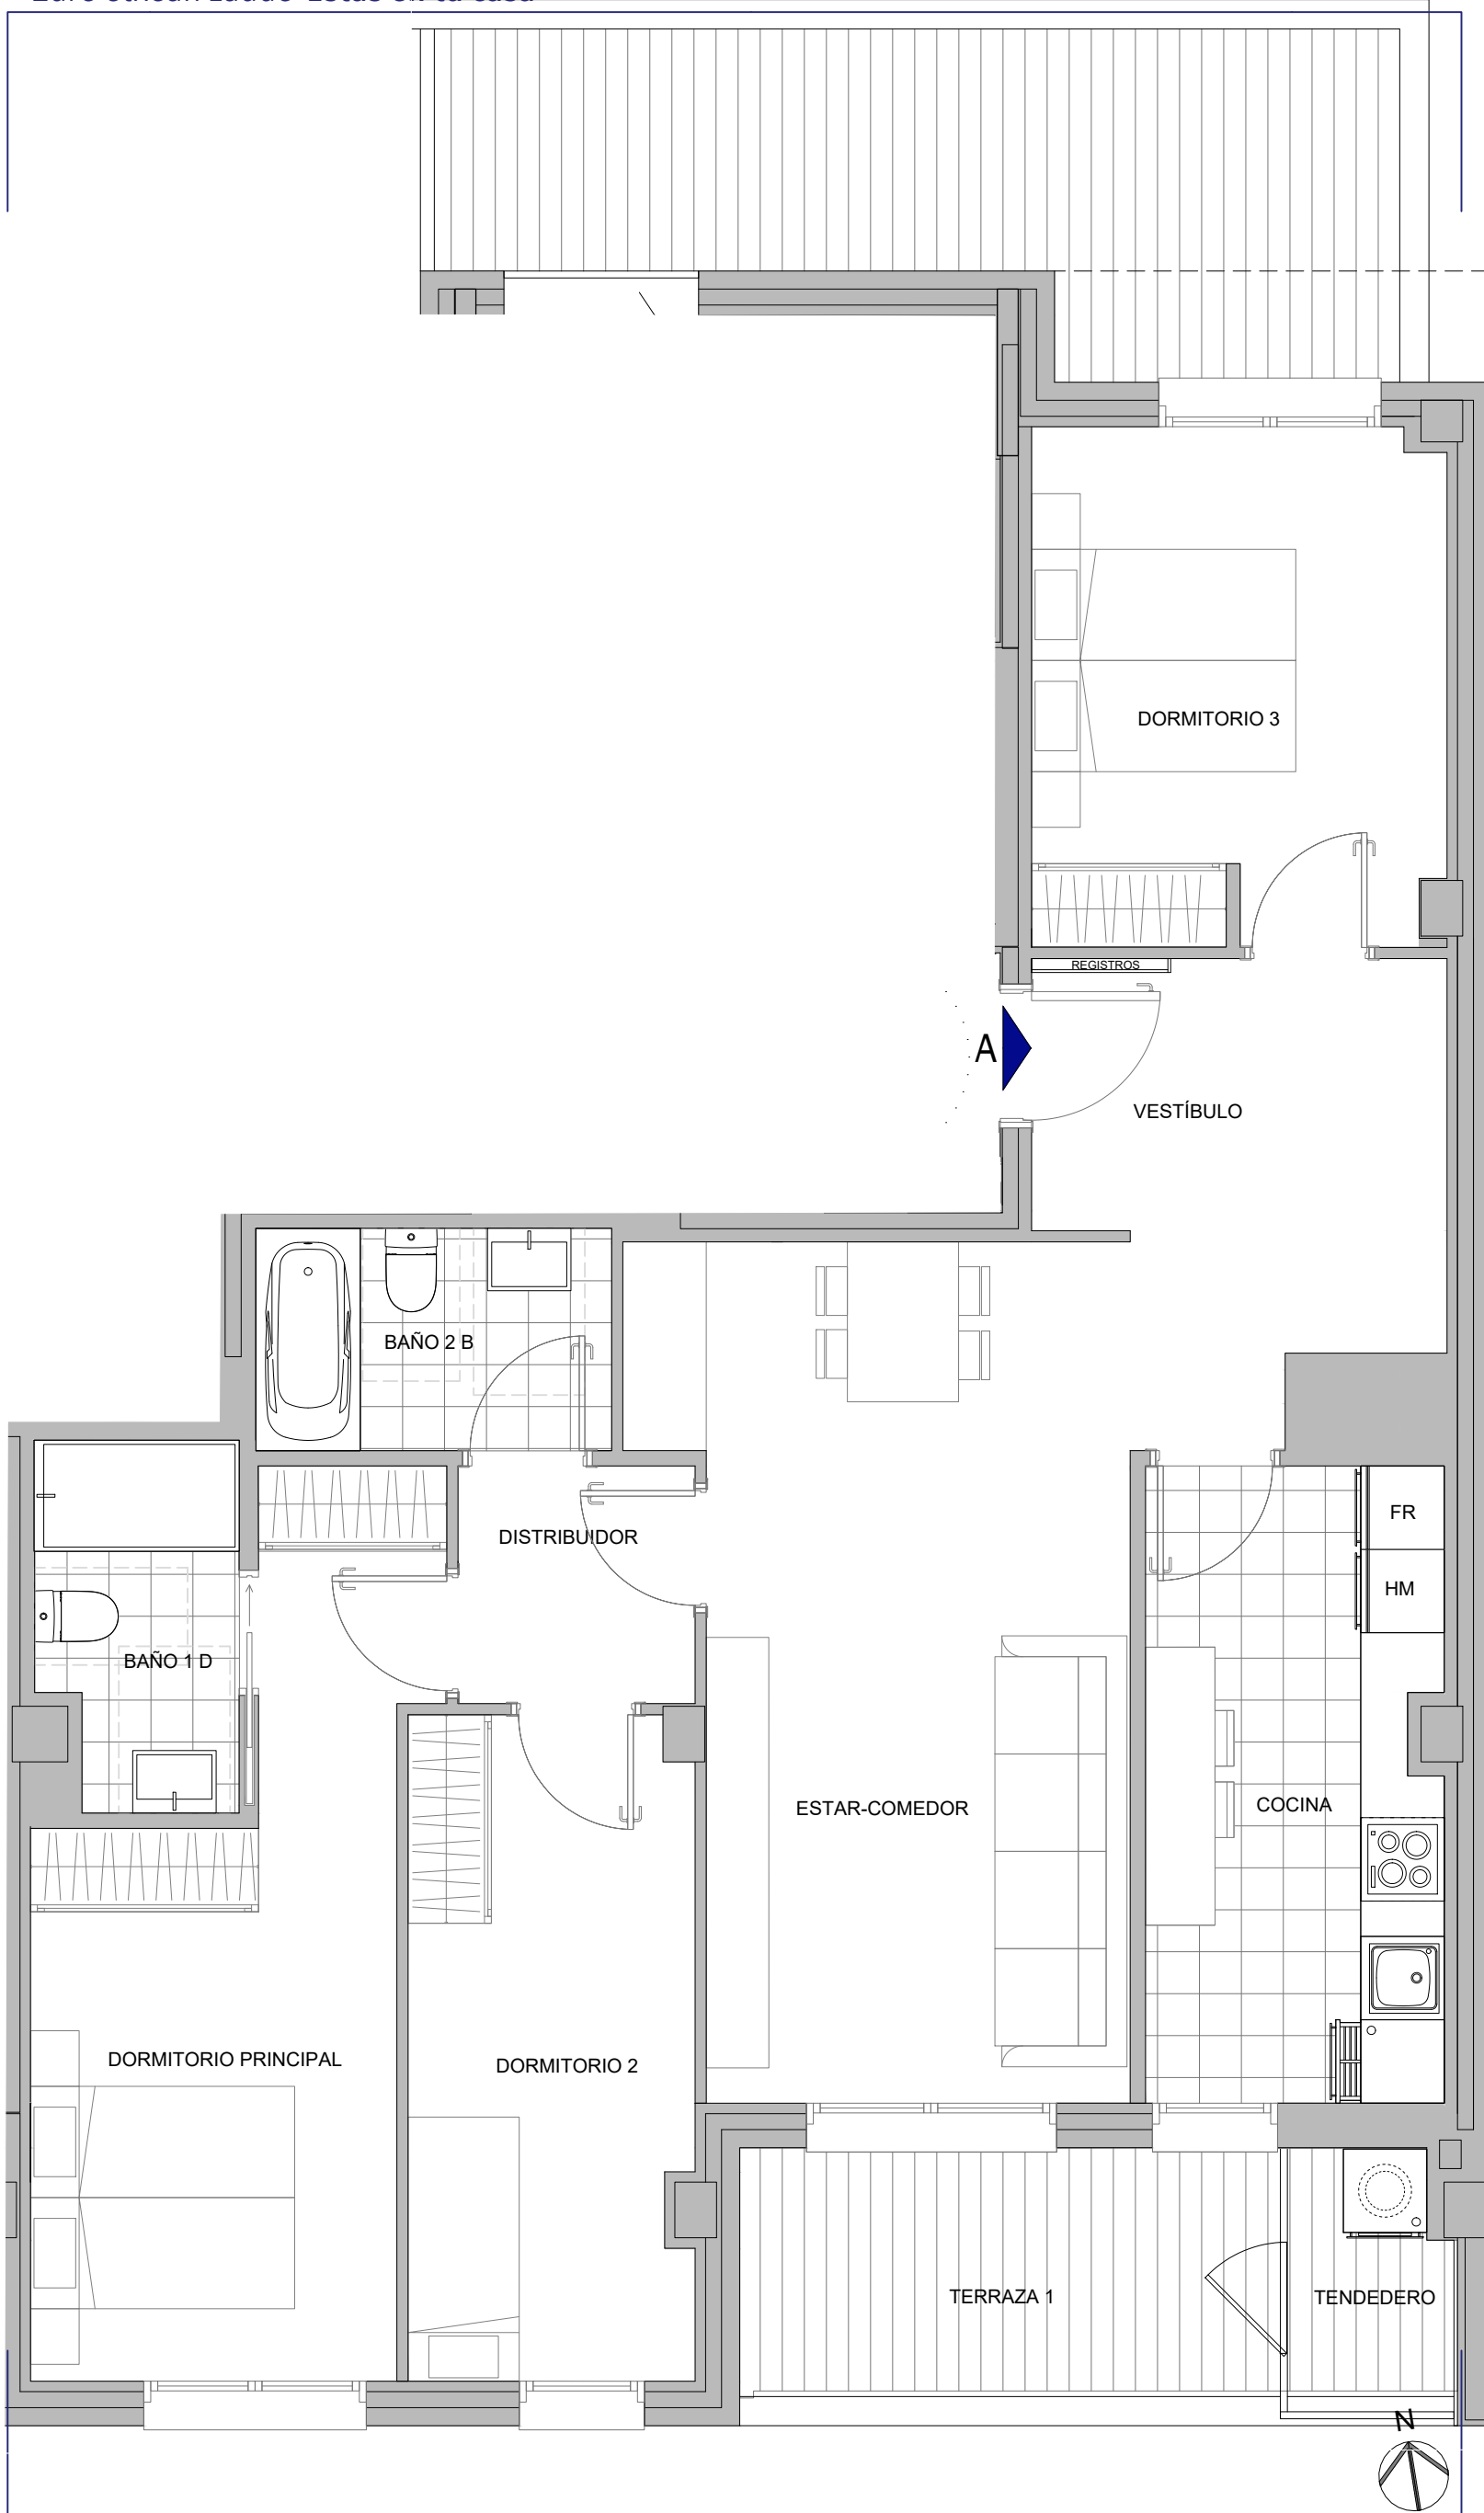 DORMITORIO 3
REGISTROS
A
VESTÍBULO
BAÑO 2 B
DISTRIBUIDOR
FR
HM
BAÑO 1 D
ESTAR-COMEDOR
COCINA
DORMITORIO PRINCIPAL
DORMITORIO 2
TERRAZA 1
TENDEDERO
N